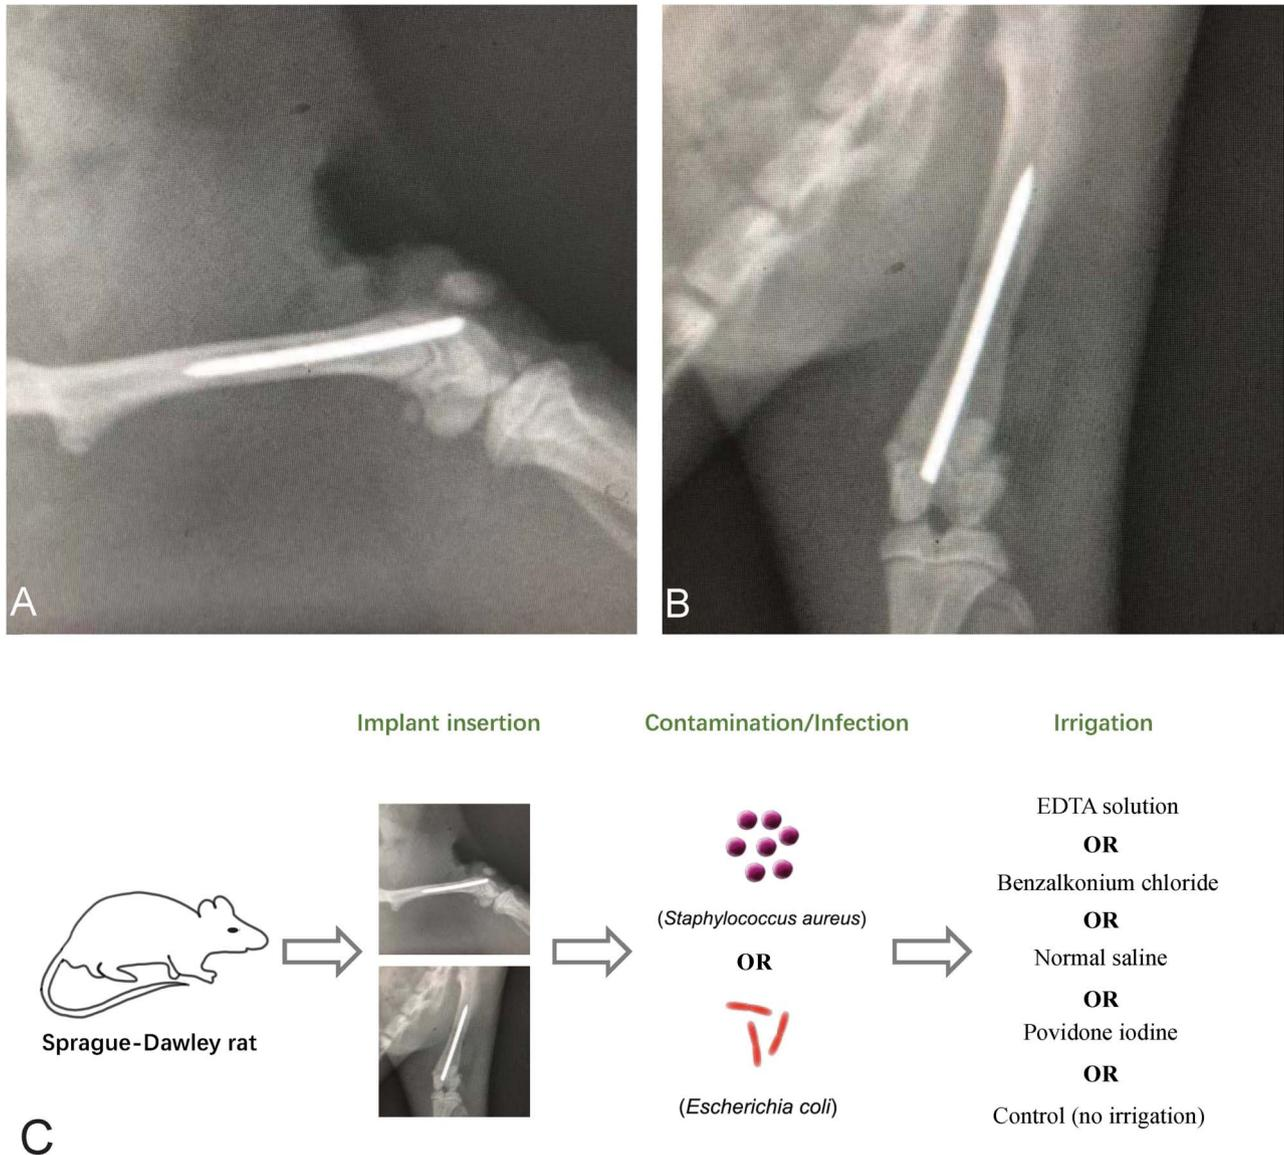 A
B
Implant insertion
Contamination/Infection
Irrigation
Sprague-Dawley rat
(Staphylococcus aureus)
OR
(Escherichia coli)
EDTA solution
OR
Benzalkonium chloride
OR
Normal saline
OR
Povidone iodine
OR
Control (no irrigation)
C